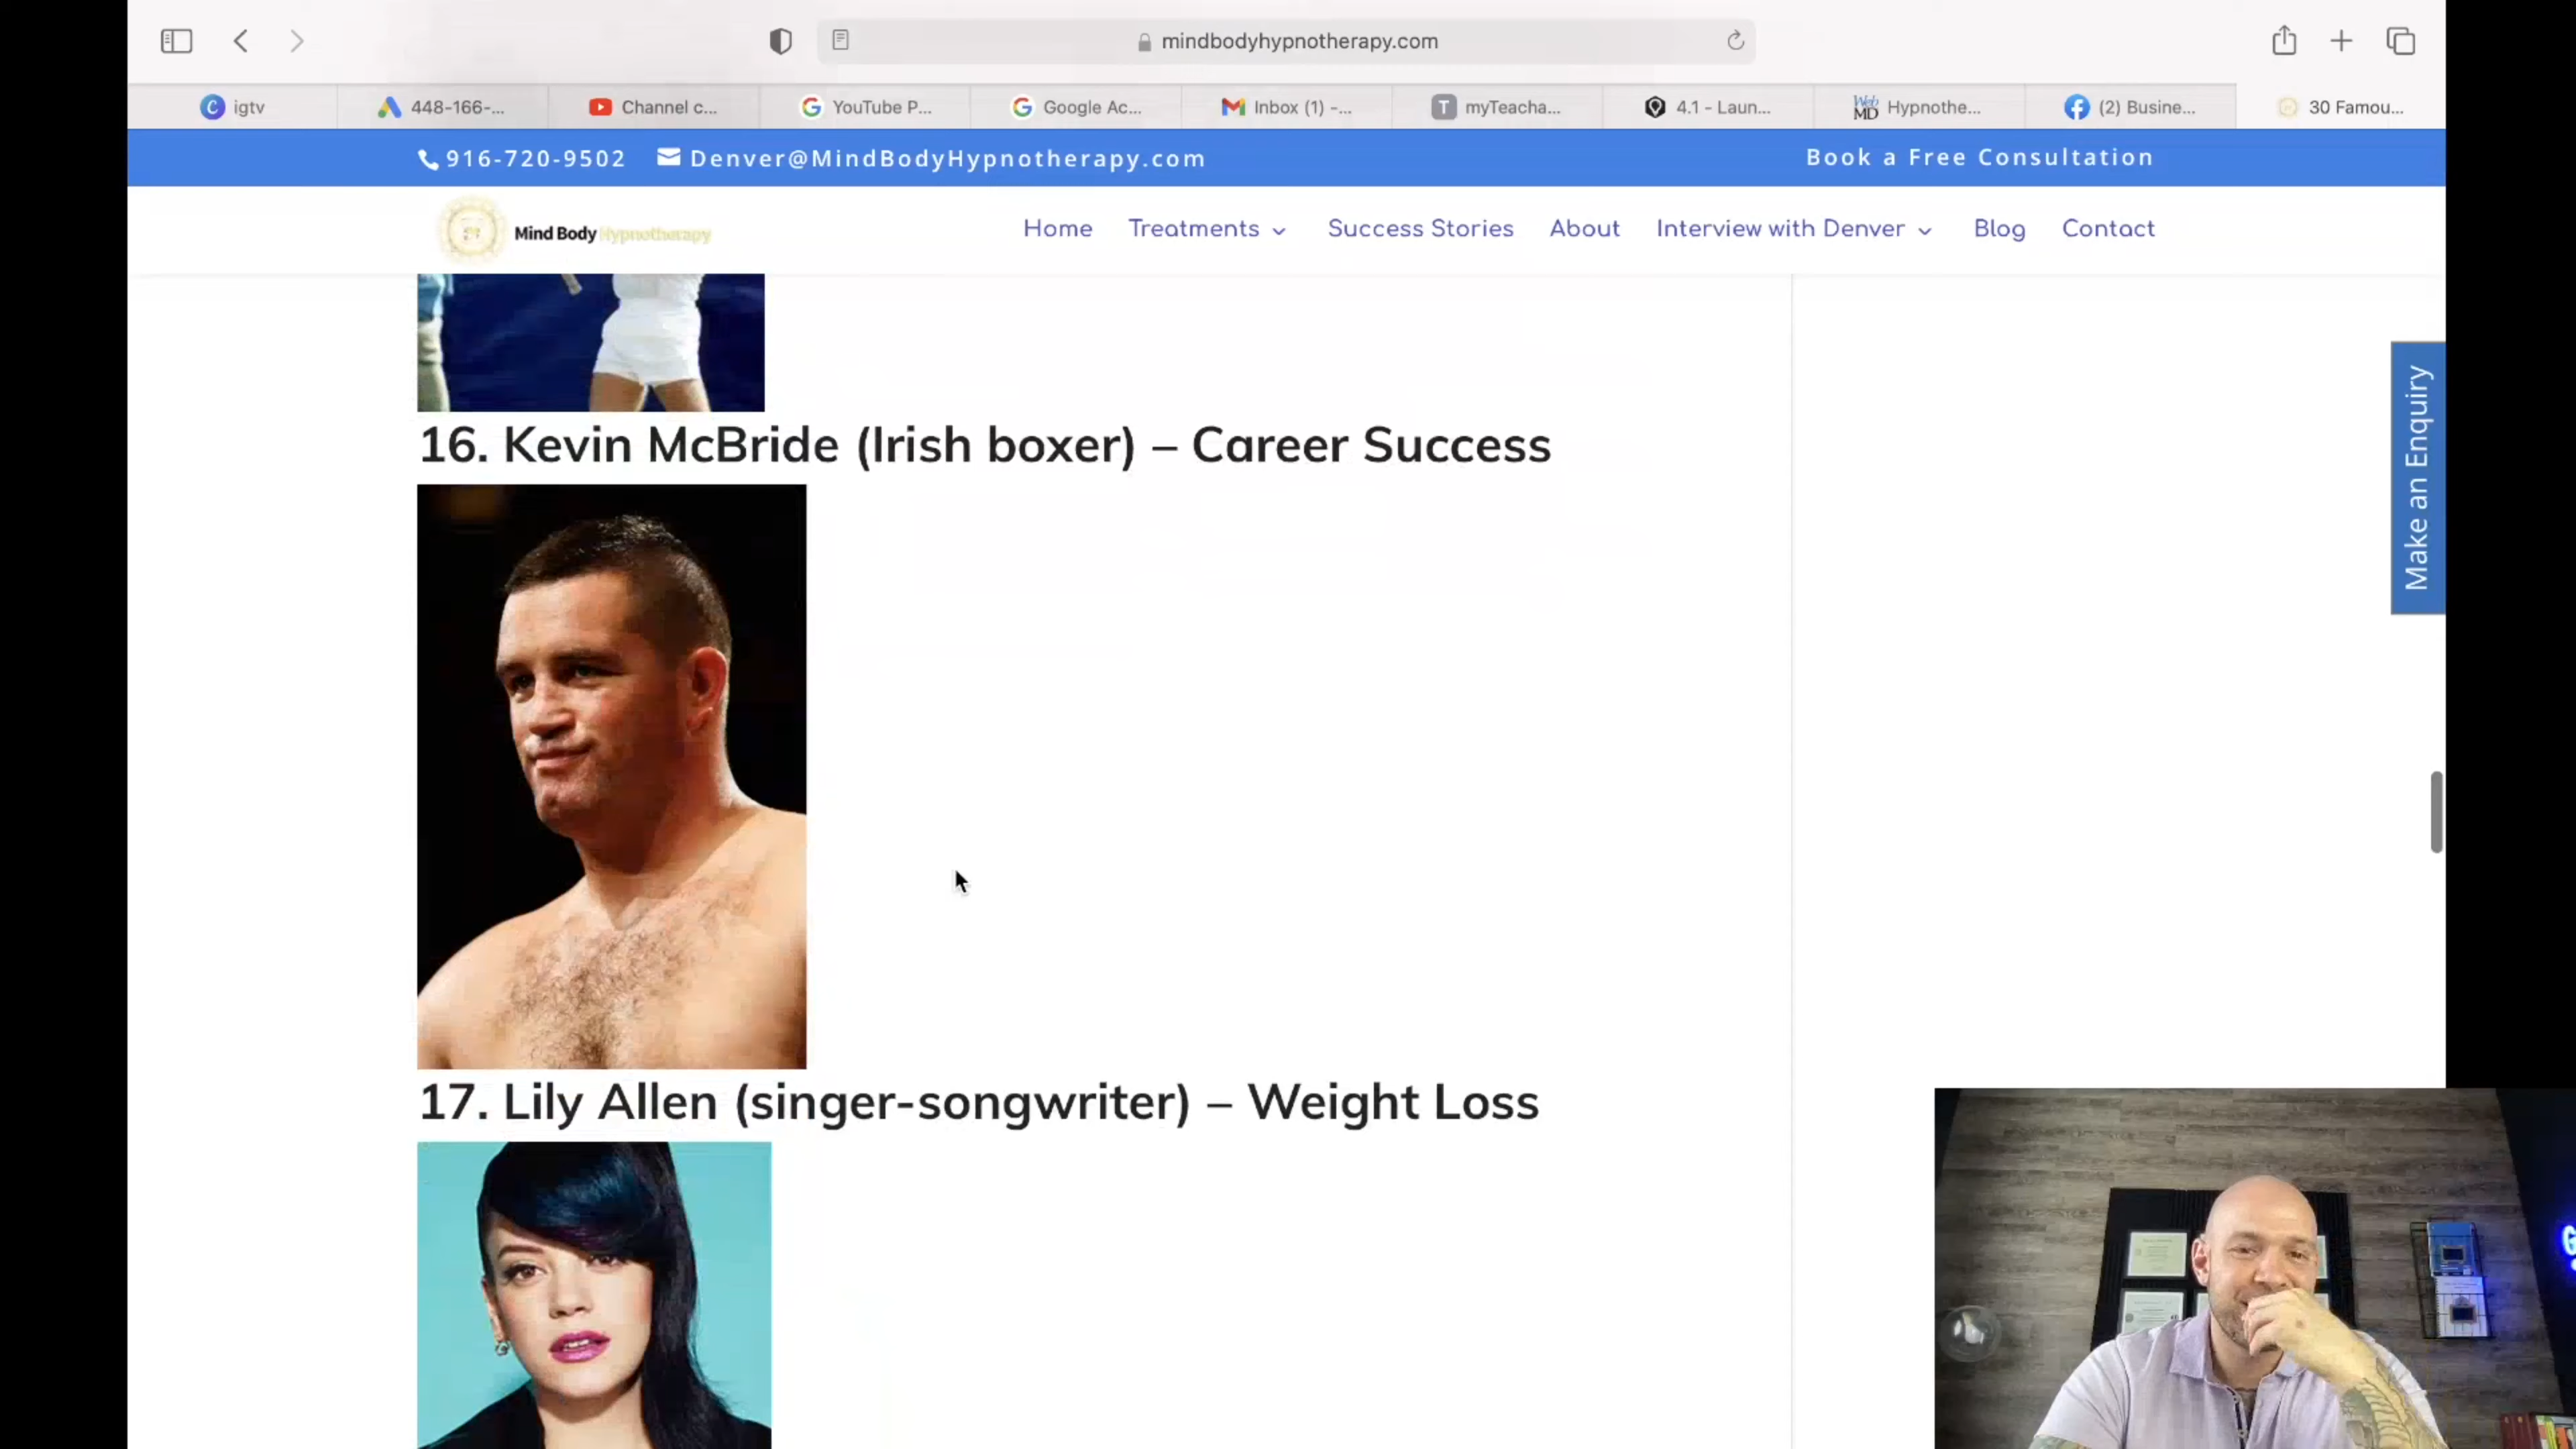 mindbodyhypnotherapy.com
igtv
448-166-...
Channel c...
YouTube P...
Google Ac...
Inbox (1) -...
T
myTeacha...
4.1 - Laun...
Web
MD
Hypnothe...
(2) Busine...
30 Famou...
916-720-9502
Denver@MindBodyHypnotherapy.com
Book a Free Consultation
Mind Body Hypnotherapy
Home
Treatments
Success Stories
About
Interview with Denver
Blog
Contact
Make an Enquiry
16. Kevin McBride (Irish boxer) – Career Success
17. Lily Allen (singer-songwriter) – Weight Loss